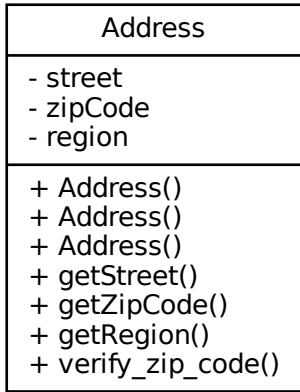 Address
- street
- zipCode
- region
+ Address()
+ Address()
+ Address()
+ getStreet()
+ getZipCode()
+ getRegion()
+ verify_zip_code()